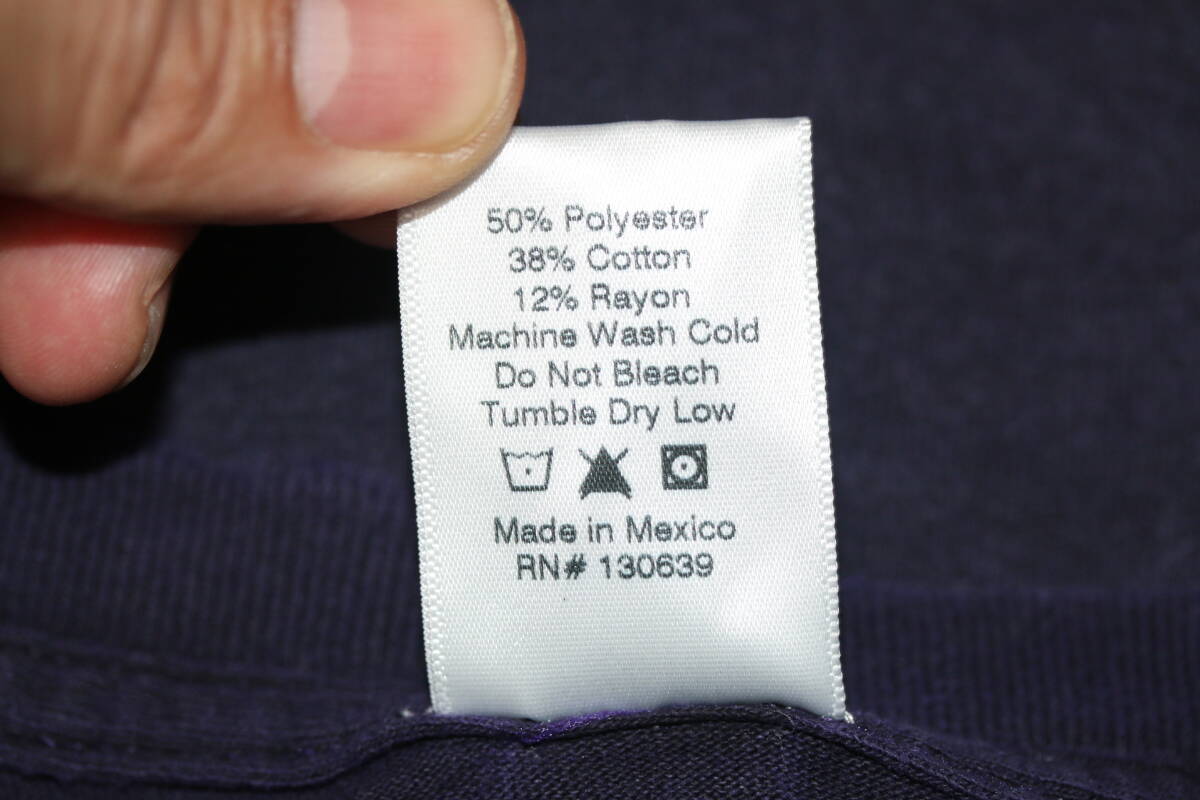 50% Polyester
38% Cotton
12% Rayon
Machine Wash Cold
Do Not Bleach
Tumble Dry Low
Made in Mexico
RN# 130639